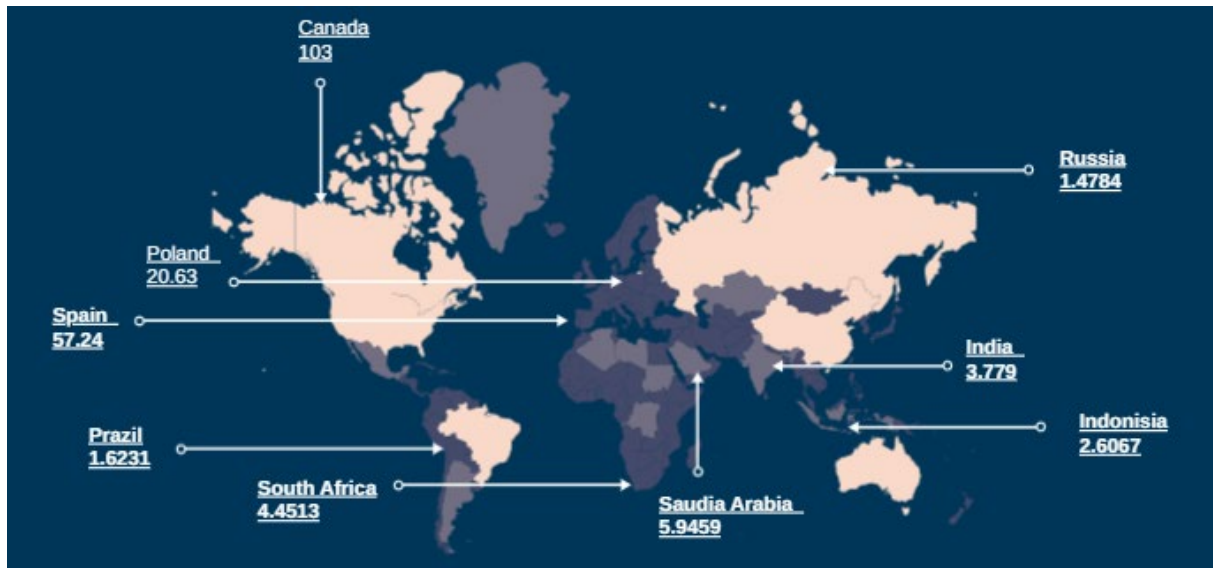 Canada
103
Russia
1.4784
Poland
20.63
Spain
57.24
India
3.779
Indonisia
2.6067
Prazil
1.6231
South Africa
4.4513
Saudia Arabia
5.9459